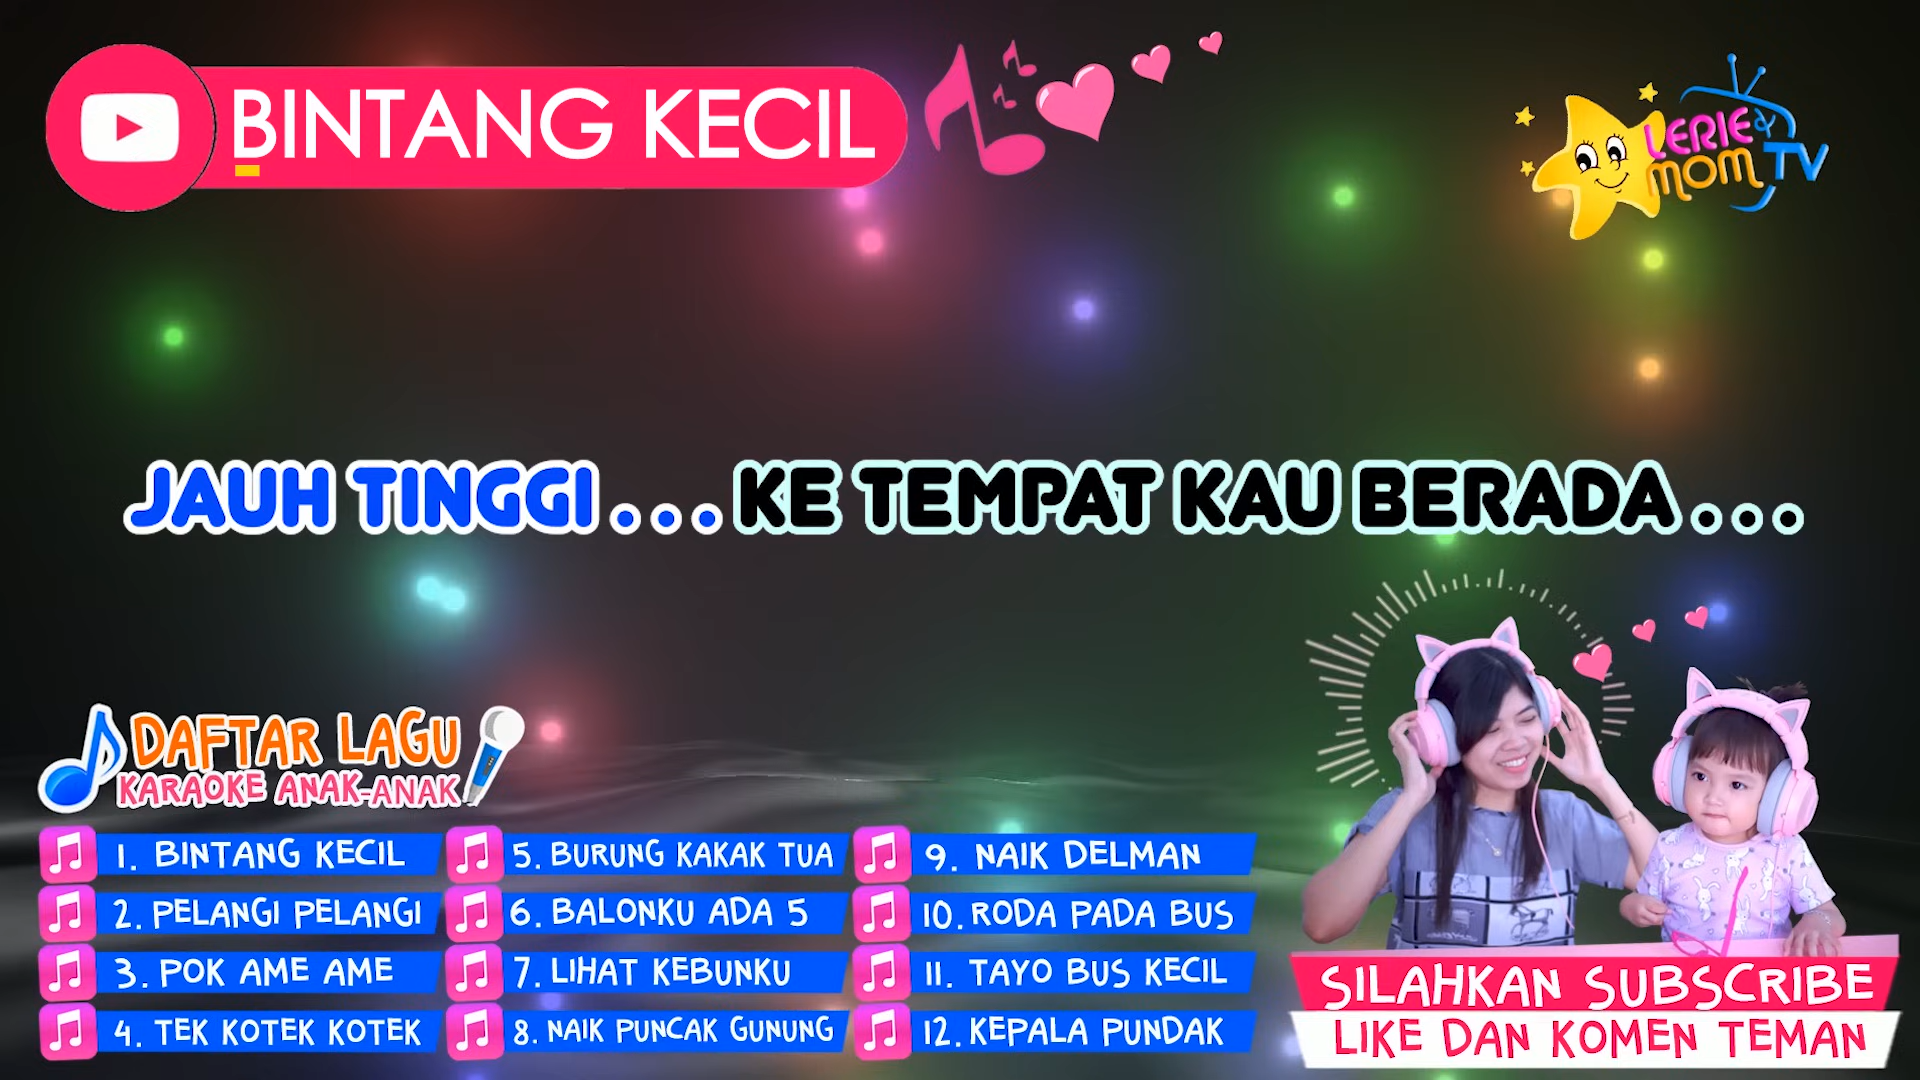 BINTANG KECIL
LERIE &
MOM TV
JAUH TINGGI... KE TEMPAT KAU BERADA...
DAFTAR LAGU
KARAOKE ANAK-ANAK
1. BINTANG KECIL
2. PELANGI PELANGI
3. POK AME AME
4. TEK KOTEK KOTEK
5. BURUNG KAKAK TUA
6. BALONKU ADA 5
7. LIHAT KEBUNKU
8. NAIK PUNCAK GUNUNG
9. NAIK DELMAN
10. RODA PADA BUS
11. TAYO BUS KECIL
12. KEPALA PUNDAK
SILAHKAN SUBSCRIBE
LIKE DAN KOMEN TEMAN